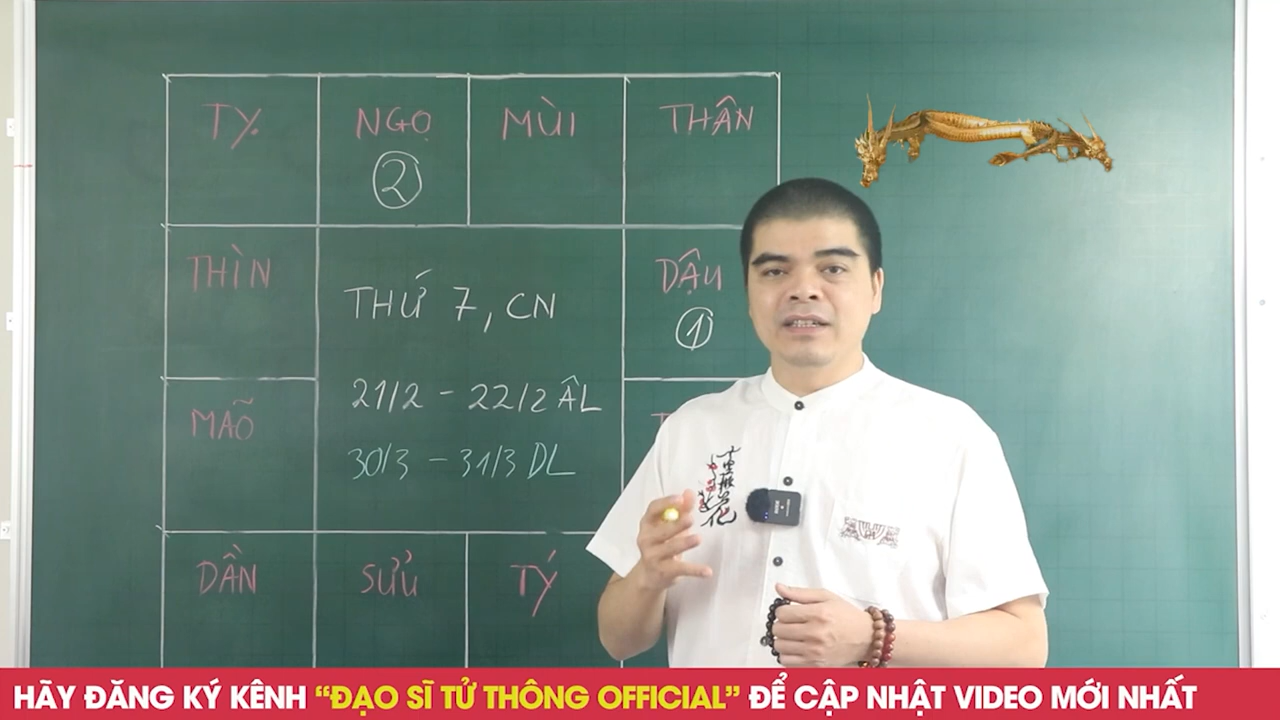 TỴ NGỌ MÙI THÂN
②
THÌN DẬU
THỨ 7, CN
①
21/2 - 22/2 ÂL
MÃO
30/3 - 31/3 DL
DẦN SỬU TÝ
HÃY ĐĂNG KÝ KÊNH “ĐẠO SĨ TỬ THÔNG OFFICIAL” ĐỂ CẬP NHẬT VIDEO MỚI NHẤT